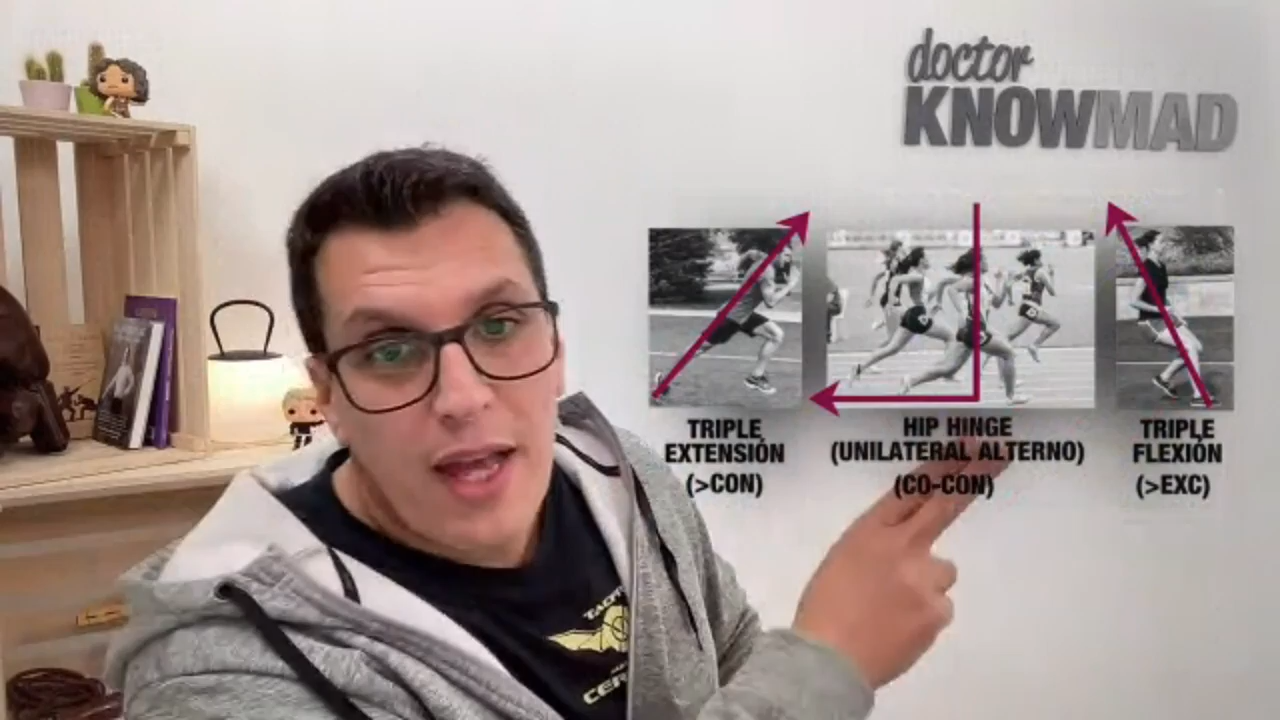 doctor
KNOWMAD
TRIPLE
EXTENSIÓN
(>CON)
HIP HINGE
(UNILATERAL ALTERNO)
(CO-CON)
TRIPLE
FLEXIÓN
(>EXC)